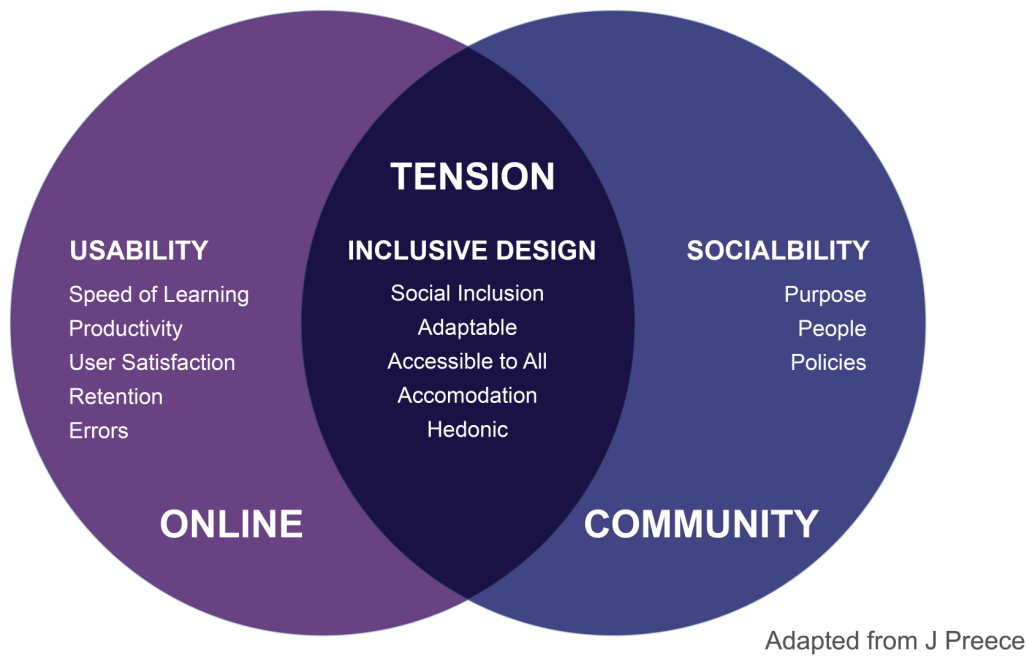 TENSION
USABILITY
Speed of Learning
Productivity
User Satisfaction
Retention
Errors
INCLUSIVE DESIGN
Social Inclusion
Adaptable
Accessible to All
Accomodation
Hedonic
SOCIALBILITY
Purpose
People
Policies
ONLINE
COMMUNITY
Adapted from J Preece